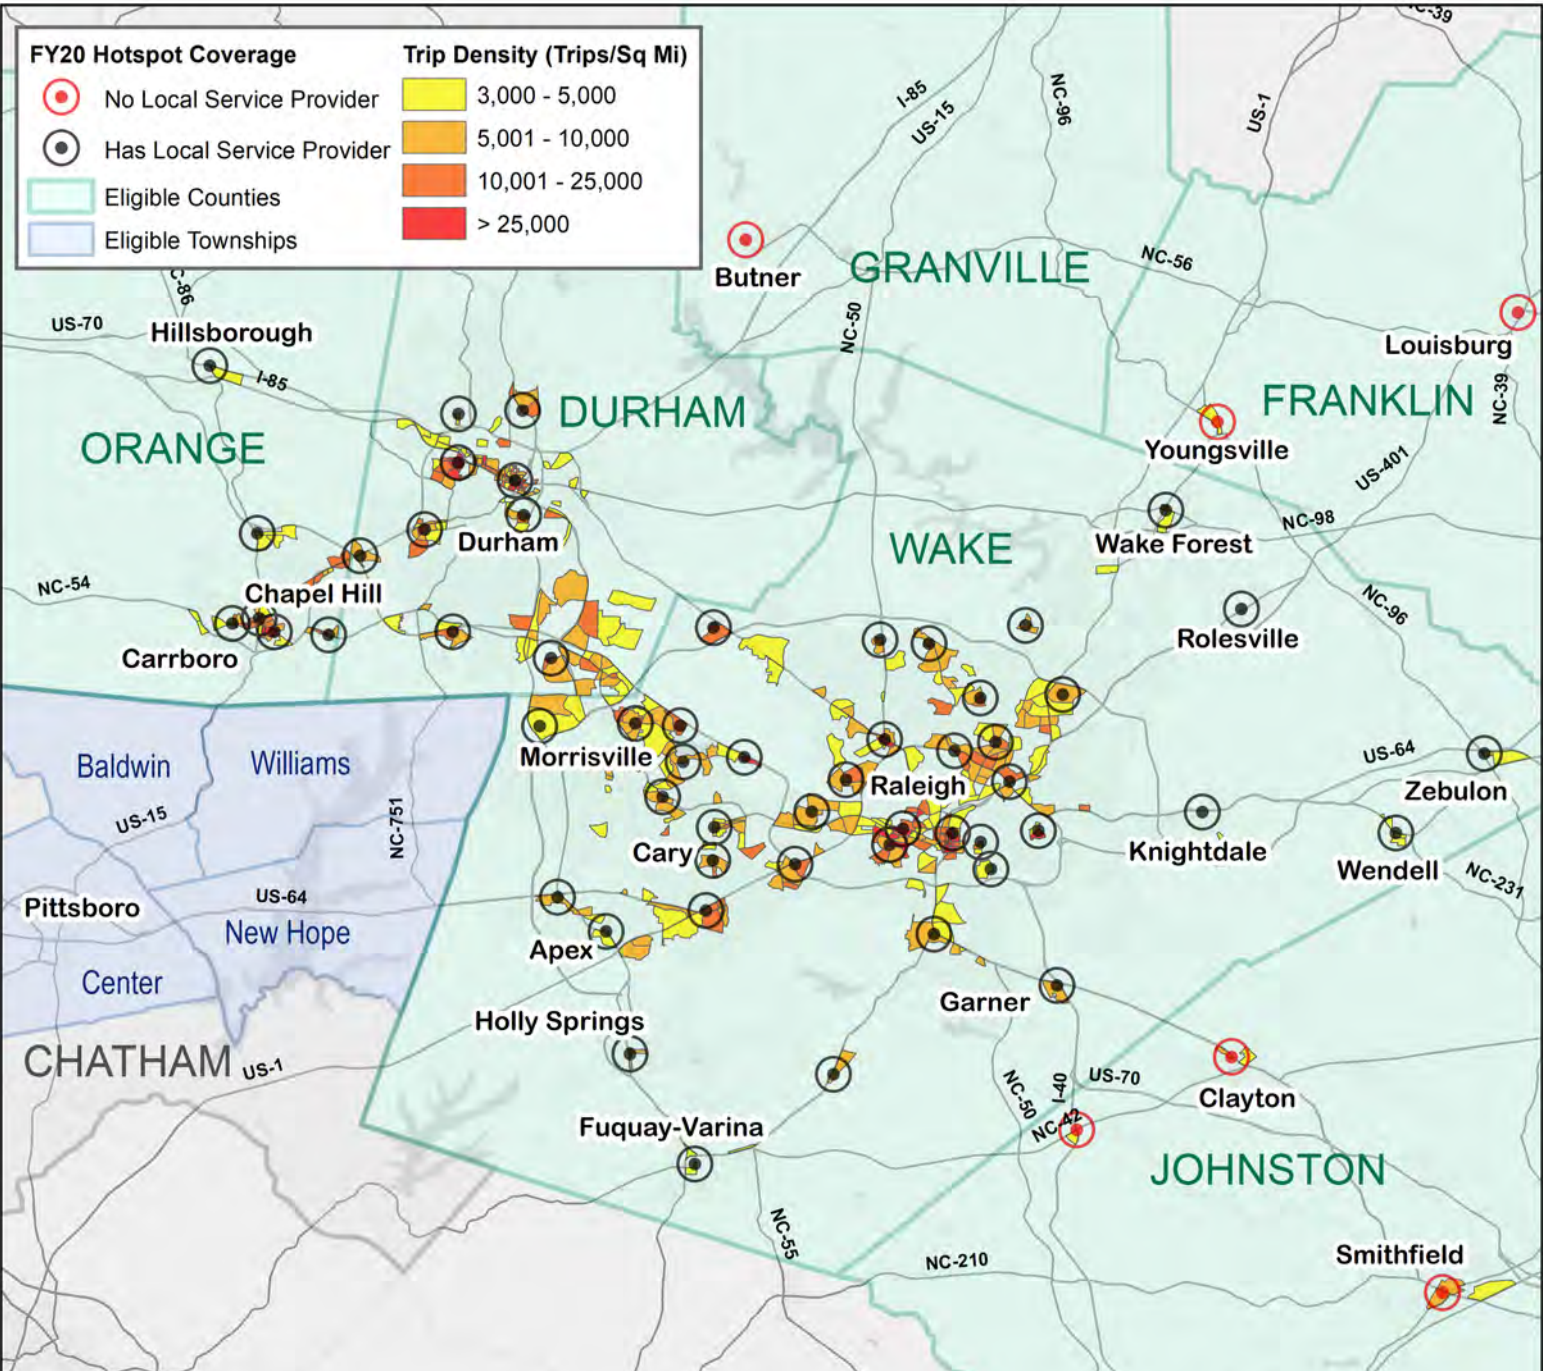 FY20 Hotspot Coverage
No Local Service Provider
Has Local Service Provider
Eligible Counties
Eligible Townships
Trip Density (Trips/Sq Mi)
3,000 - 5,000
5,001 - 10,000
10,001 - 25,000
> 25,000
NC-39
I-85
US-15
NC-96
US-1
Butner
GRANVILLE
NC-56
NC-50
US-70
Hillsborough
I-85
Louisburg
NC-39
DURHAM
FRANKLIN
ORANGE
Youngsville
US-401
Durham
WAKE
Wake Forest
NC-98
NC-54
Chapel Hill
NC-96
Carrboro
Rolesville
Baldwin
Williams
Morrisville
US-64
Zebulon
Raleigh
US-15
NC-751
Cary
Knightdale
Wendell
NC-231
Pittsboro
US-64
New Hope
Apex
Center
Garner
Holly Springs
CHATHAM
US-1
NC-50
I-40
US-70
Clayton
NC-42
Fuquay-Varina
JOHNSTON
NC-55
NC-210
Smithfield